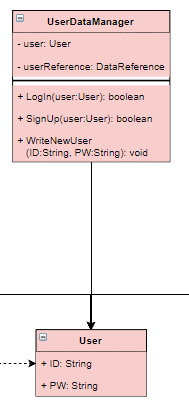 UserDataManager
- user: User
- userReference: DataReference
+ LogIn(user:User): boolean
+ SignUp(user:User): boolean
+ WriteNewUser
(ID:String, PW:String): void
User
+ ID: String
+ PW: String